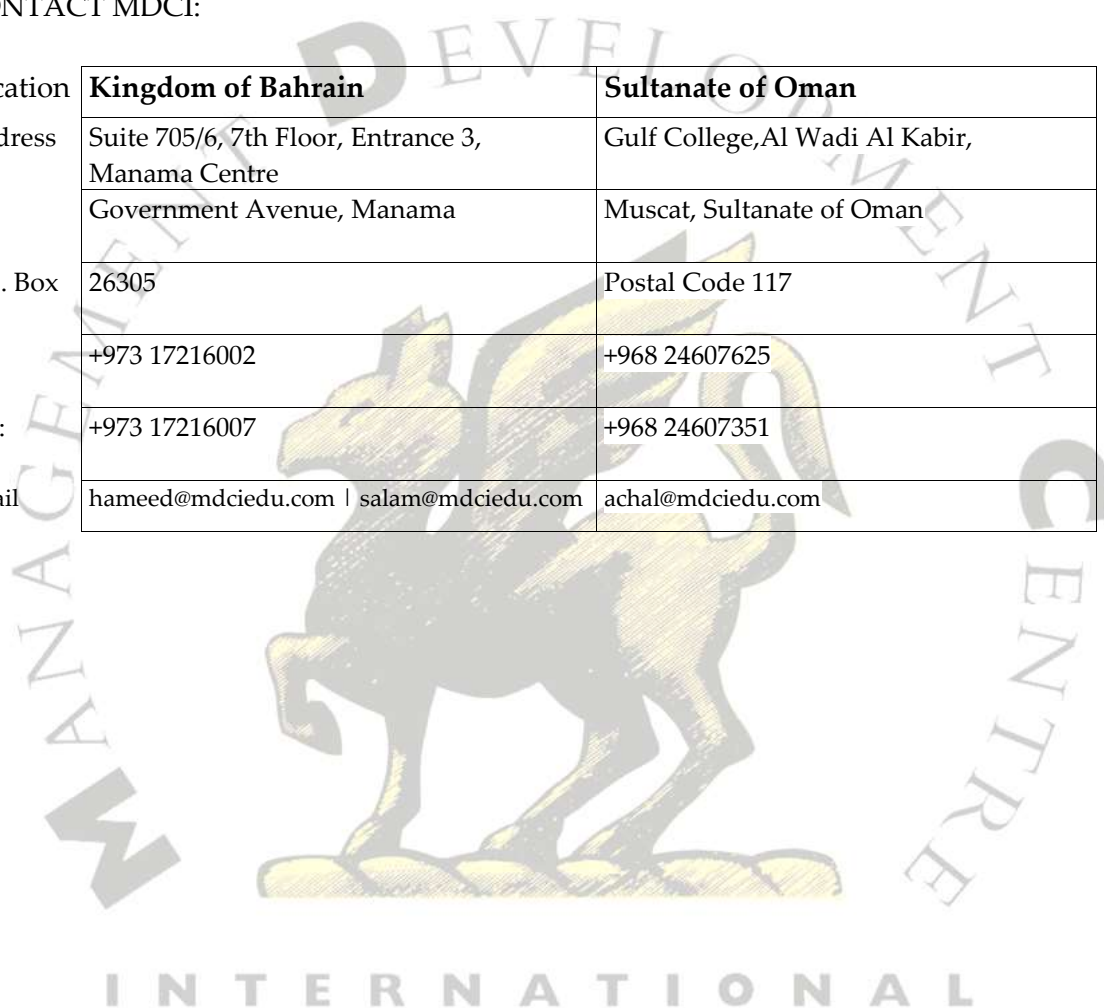 ONTACT MDCI:
cation Kingdom of Bahrain Sultanate of Oman
dress Suite 705/6, 7th Floor, Entrance 3, Gulf College,Al Wadi Al Kabir,
Manama Centre
Government Avenue, Manama Muscat, Sultanate of Oman
. Box 26305 Postal Code 117
+973 17216002 +968 24607625
: +973 17216007 +968 24607351
ail hameed@mdciedu.com | salam@mdciedu.com achal@mdciedu.com
MANAGEMENT DEVELOPMENT CENTRE
INTERNATIONAL